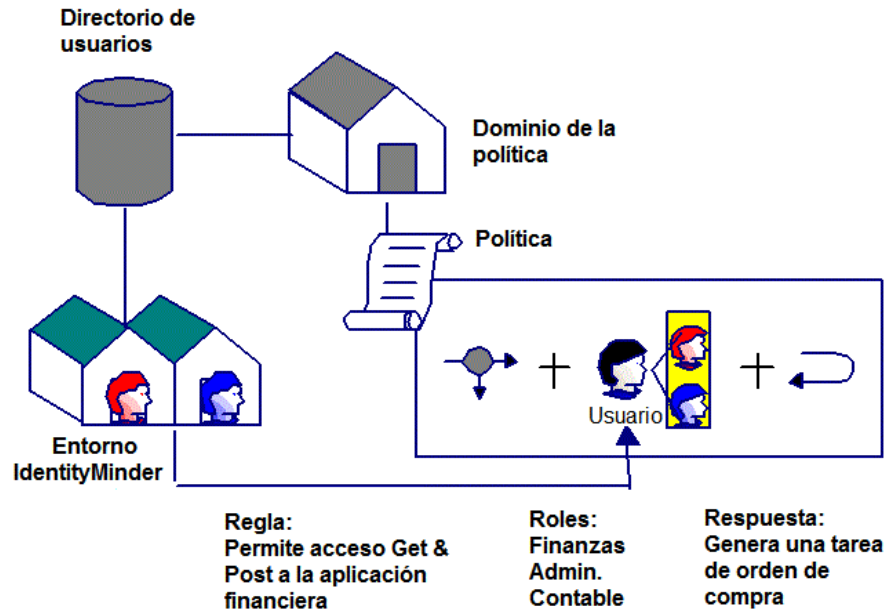 Directorio de
usuarios
Dominio de la
política
Política
Usuario
Entorno
IdentityMinder
Regla:
Permite acceso Get &
Post a la aplicación
financiera
Roles:
Finanzas
Admin.
Contable
Respuesta:
Genera una tarea
de orden de
compra